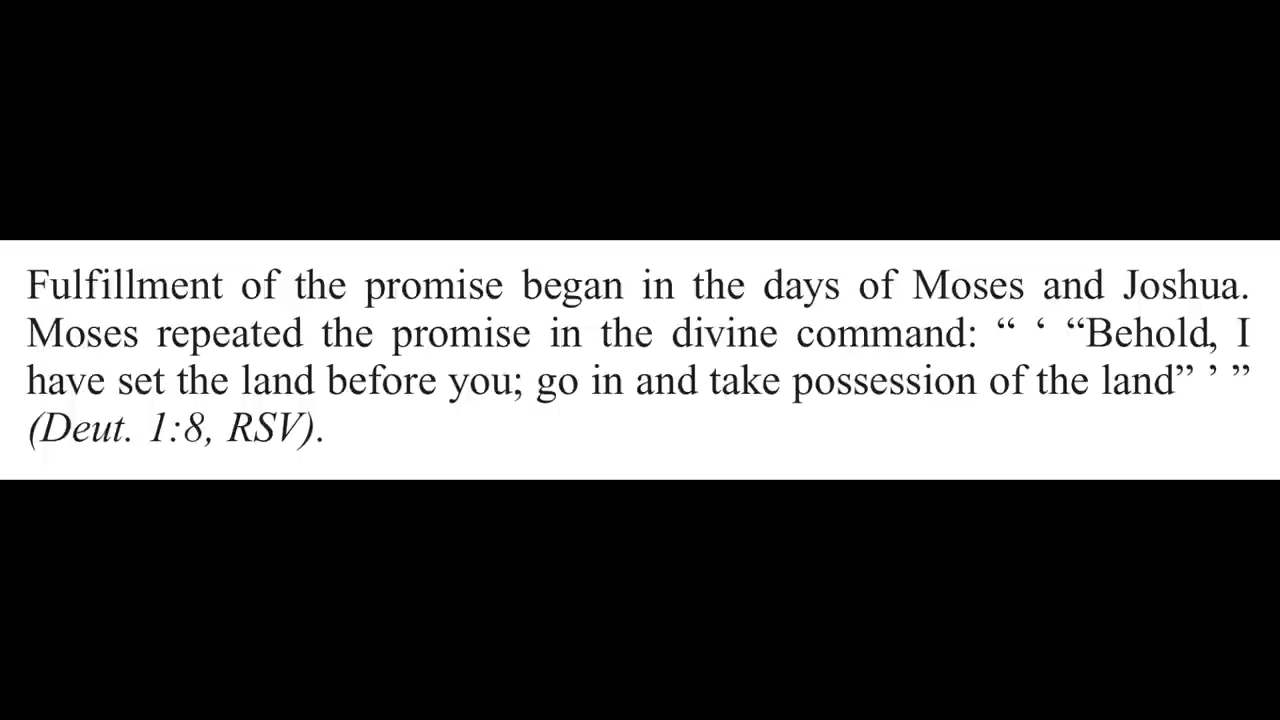 Fulfillment of the promise began in the days of Moses and Joshua.
Moses repeated the promise in the divine command: “ ‘ “Behold, I
have set the land before you; go in and take possession of the land” ’ ”
(Deut. 1:8, RSV).